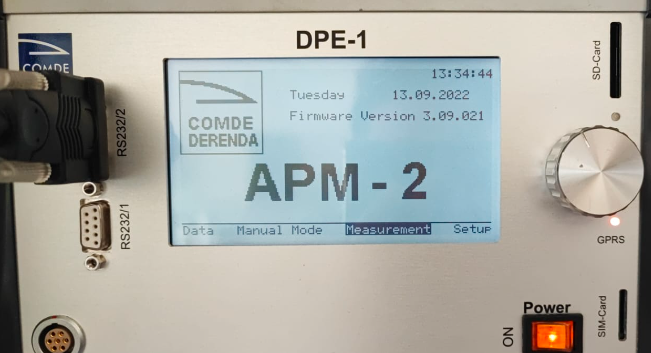 DPE-1
COMDE
RS232/2
RS232/1
13:34:44
Tuesday 13.09.2022
Firmware Version 3.09.021
COMDE
DERENDA
APM-2
Data Manual Mode Measurement Setup
SD-Card
GPRS
SIM-Card
Power
ON